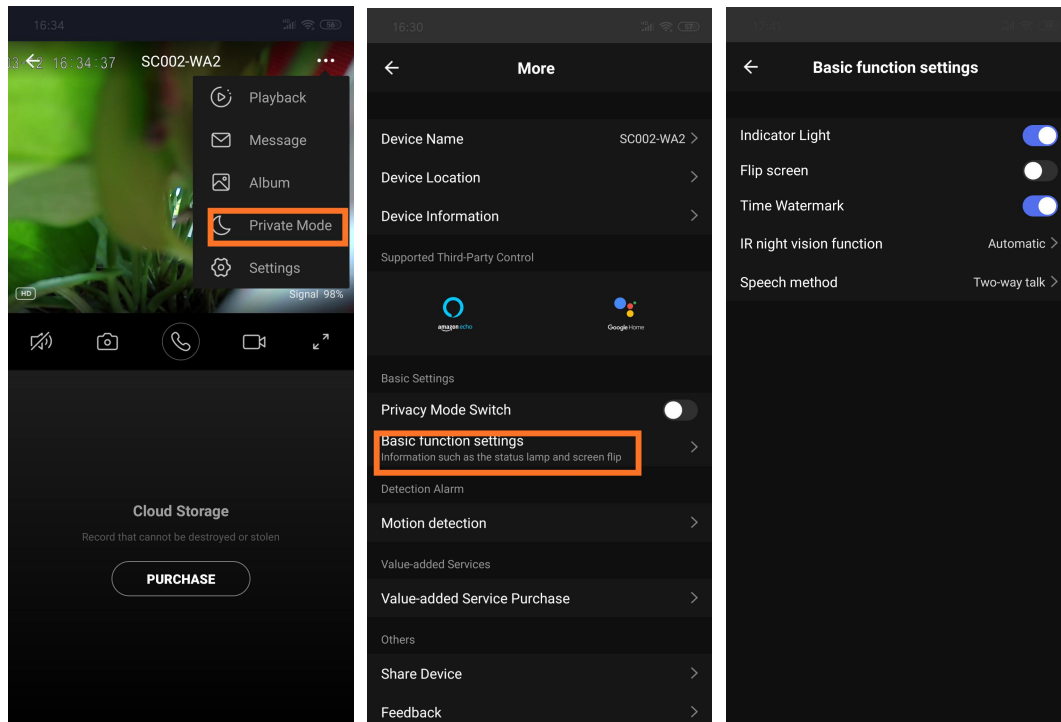 16:34
58
16:34:37
SC002-WA2
Playback
Message
Album
Private Mode
Settings
HD
Signal 98%
Cloud Storage
Record that cannot be destroyed or stolen
PURCHASE
16:30
57
More
Device Name SC002-WA2
Device Location
Device Information
Supported Third-Party Control
amazon echo
Google Home
Basic Settings
Privacy Mode Switch
Basic function settings
Information such as the status lamp and screen flip
Detection Alarm
Motion detection
Value-added Services
Value-added Service Purchase
Others
Share Device
Feedback
Basic function settings
Indicator Light
Flip screen
Time Watermark
IR night vision function Automatic
Speech method Two-way talk